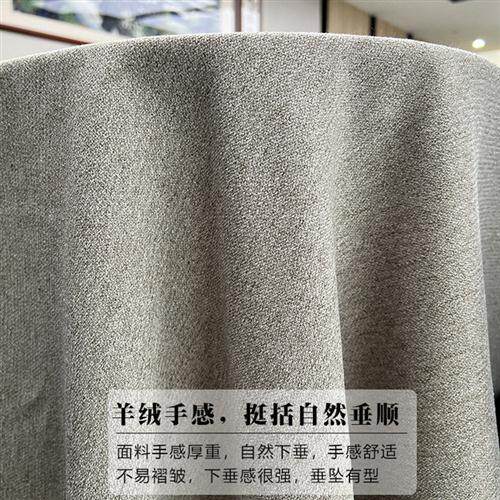 羊绒手感，挺括自然垂顺
面料手感厚重，自然下垂，手感舒适
不易褶皱，下垂感很强，垂坠有型